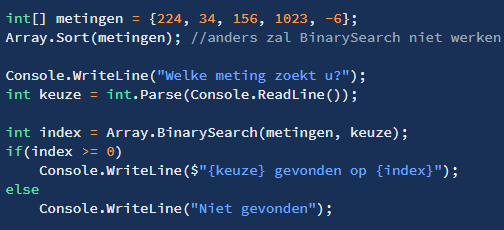 int[] metingen = {224, 34, 156, 1023, -6};
Array.Sort(metingen); //anders zal BinarySearch niet werken
Console.WriteLine("Welke meting zoekt u?");
int keuze = int.Parse(Console.ReadLine());
int index = Array.BinarySearch(metingen, keuze);
if(index >= 0)
    Console.WriteLine($"{keuze} gevonden op {index}");
else
    Console.WriteLine("Niet gevonden");